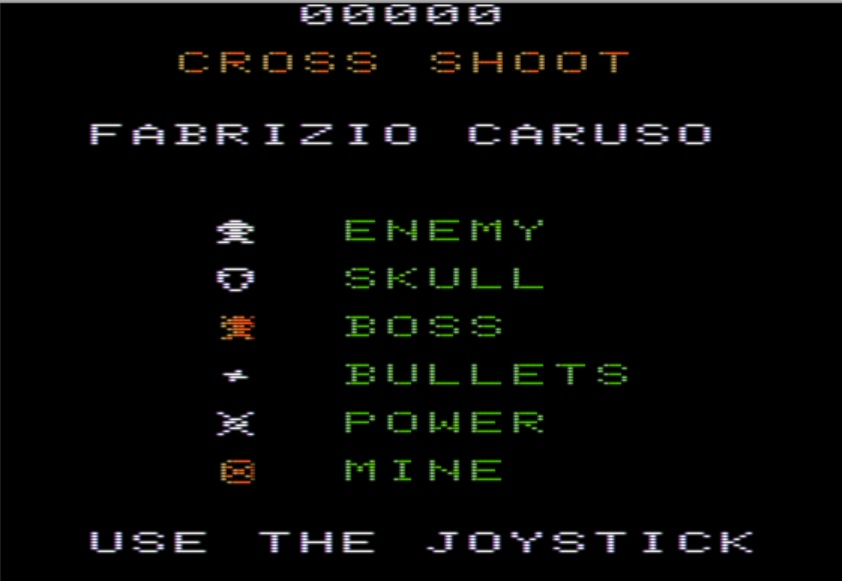 00000
CROSS SHOOT
FABRIZIO CARUSO
ENEMY
SKULL
BOSS
BULLETS
POWER
MINE
USE THE JOYSTICK